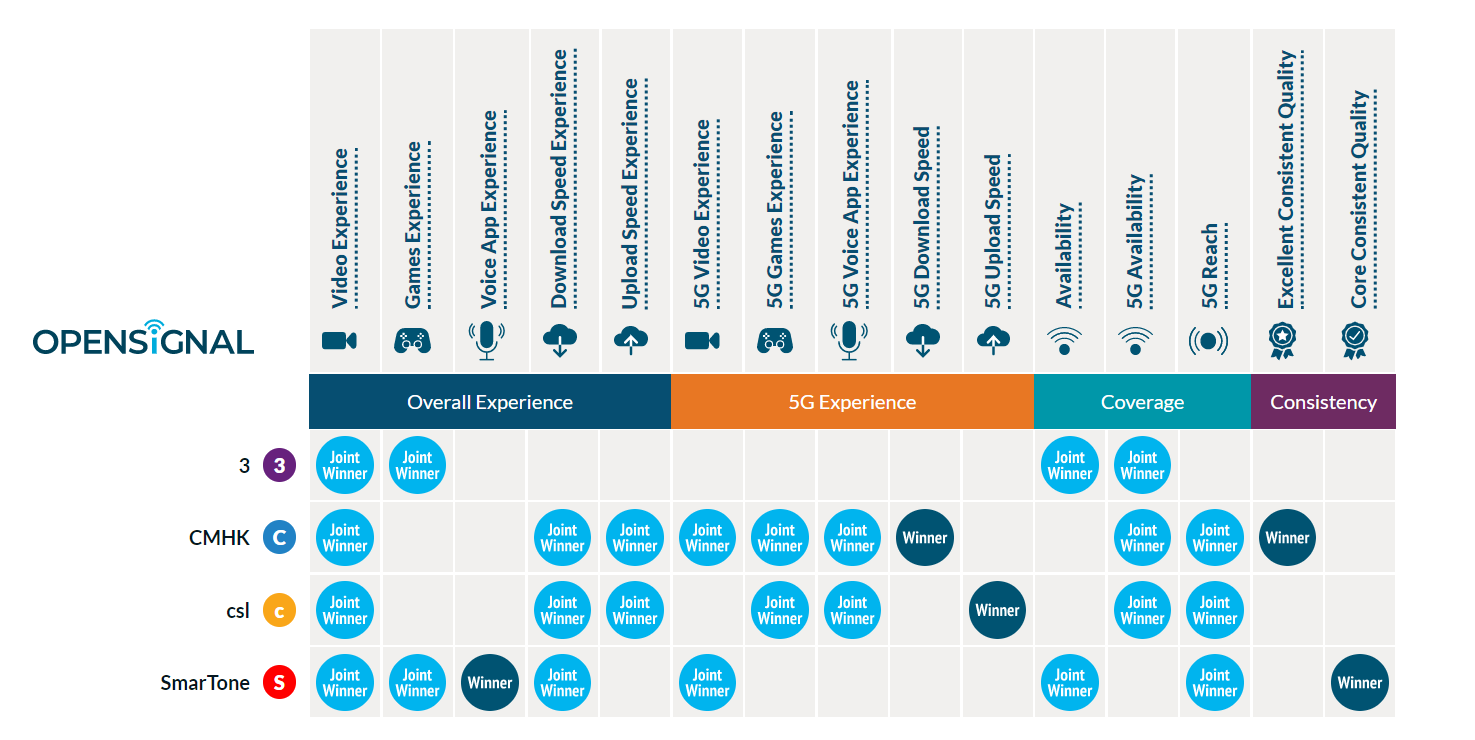 Video Experience
Games Experience
Voice App Experience
Download Speed Experience
Upload Speed Experience
5G Video Experience
5G Games Experience
5G Voice App Experience
5G Download Speed
5G Upload Speed
Availability
5G Availability
5G Reach
Excellent Consistent Quality
Core Consistent Quality
OPENSiGNAL
Overall Experience
5G Experience
Coverage
Consistency
3
3
Joint
Winner
Joint
Winner
Joint
Winner
Joint
Winner
CMHK
C
Joint
Winner
Joint
Winner
Joint
Winner
Joint
Winner
Joint
Winner
Joint
Winner
Winner
Joint
Winner
Joint
Winner
Winner
csl
c
Joint
Winner
Joint
Winner
Joint
Winner
Joint
Winner
Joint
Winner
Winner
Joint
Winner
Joint
Winner
SmarTone
S
Joint
Winner
Joint
Winner
Winner
Joint
Winner
Joint
Winner
Joint
Winner
Joint
Winner
Winner